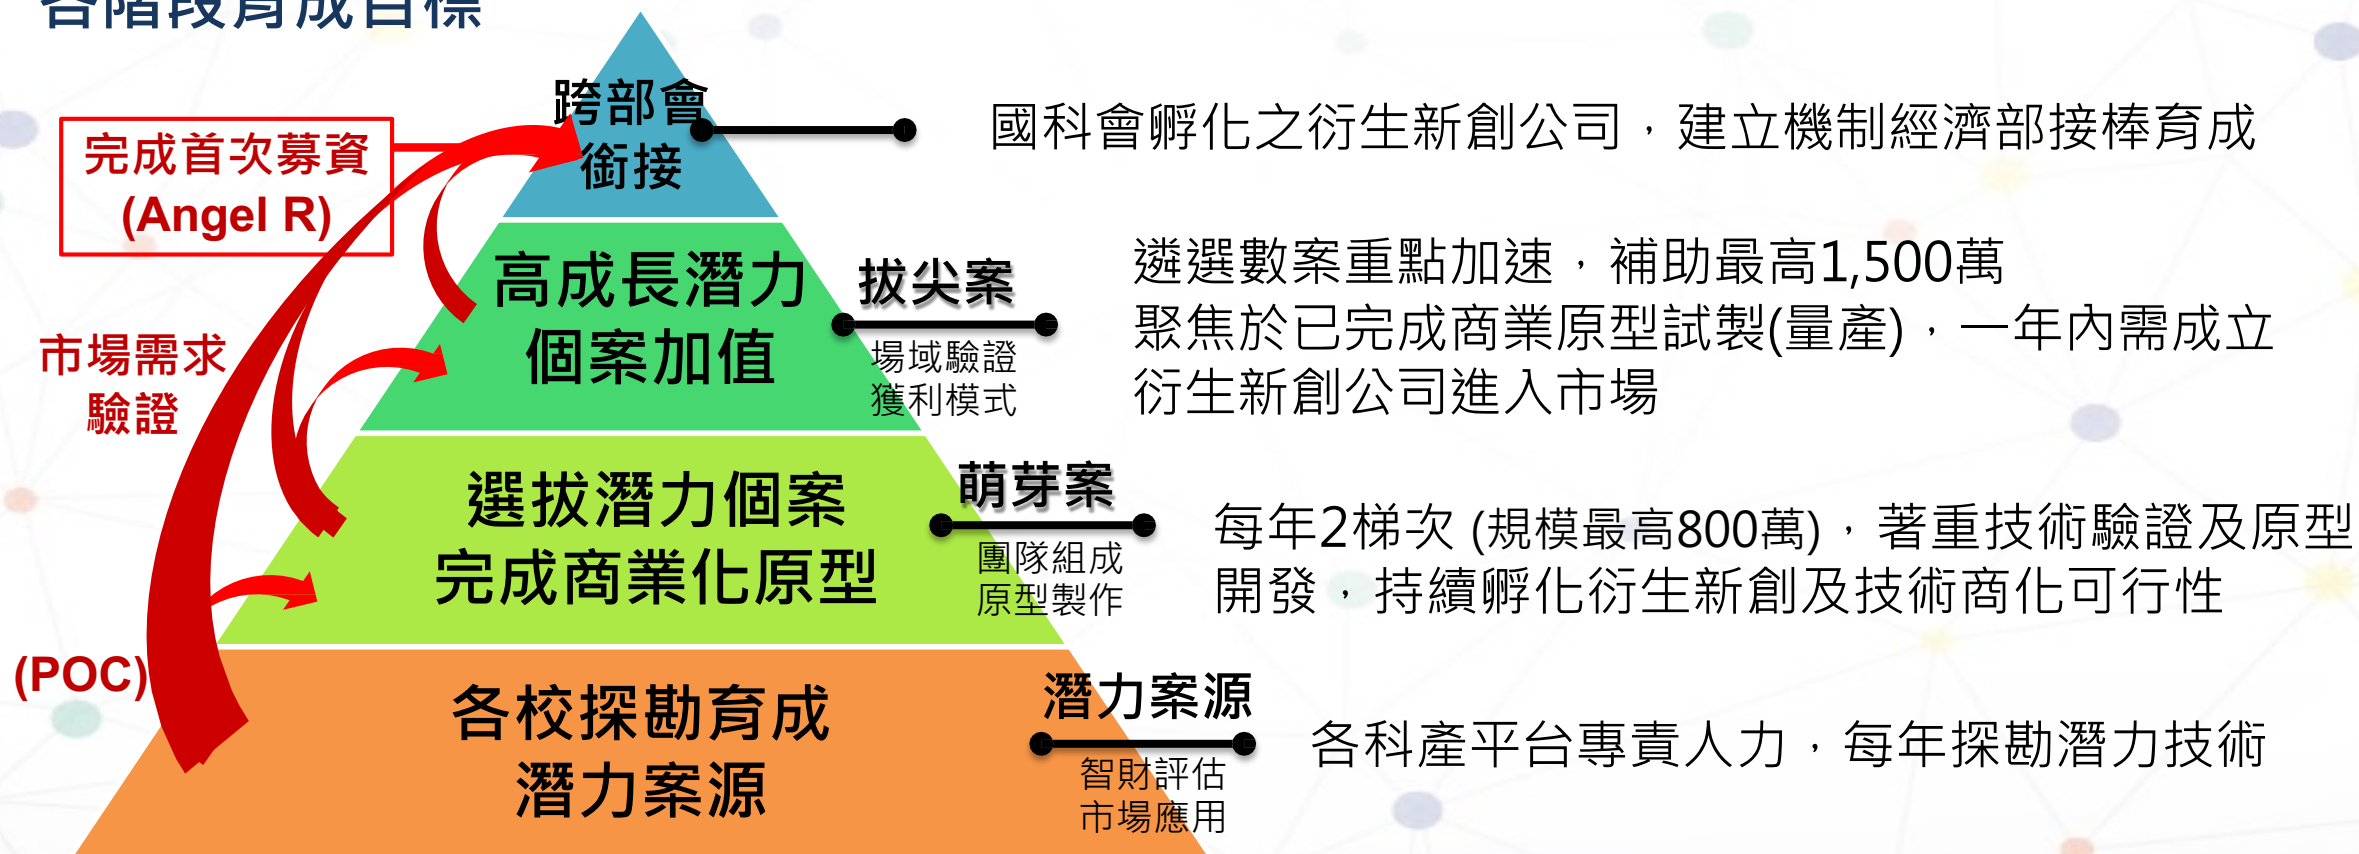 各階段育成目標
跨部會
銜接
國科會孵化之衍生新創公司，建立機制經濟部接棒育成
完成首次募資
(Angel R)
高成長潛力
個案加值
拔尖案
場域驗證
獲利模式
遴選數案重點加速，補助最高1,500萬
聚焦於已完成商業原型試製(量產)，一年內需成立
衍生新創公司進入市場
市場需求
驗證
選拔潛力個案
完成商業化原型
萌芽案
團隊組成
原型製作
每年2梯次 (規模最高800萬)，著重技術驗證及原型
開發，持續孵化衍生新創及技術商化可行性
(POC)
各校探勘育成
潛力案源
潛力案源
智財評估
市場應用
各科產平台專責人力，每年探勘潛力技術